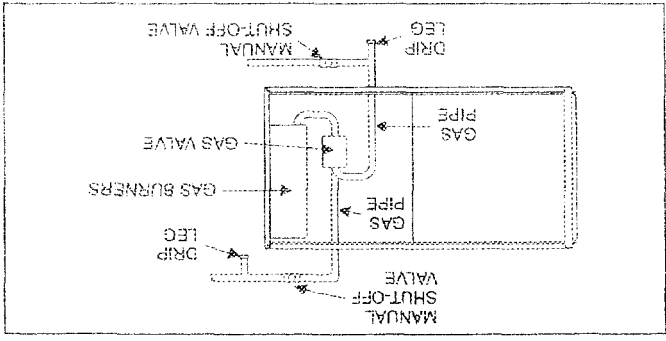 MANUAL
SHUT-OFF
VALVE
DRIP
LEG
GAS
PIPE
GAS BURNERS
GAS VALVE
GAS
PIPE
DRIP
LEG
MANUAL
SHUT-OFF VALVE